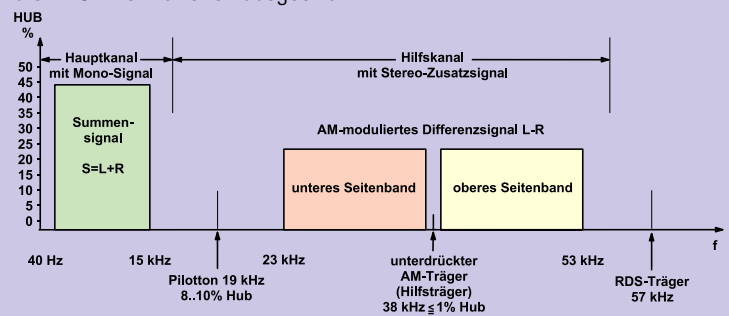 HUB
%
50
45
40
35
30
25
20
15
10
5
0
Hauptkanal
mit Mono-Signal
Hilfskanal
mit Stereo-Zusatzsignal
Summen-
signal
S=L+R
AM-moduliertes Differenzsignal L-R
unteres Seitenband
oberes Seitenband
f
40 Hz
15 kHz
Pilotton 19 kHz
8..10% Hub
23 kHz
unterdrückter
AM-Träger
(Hilfsträger)
38 kHz ≦ 1% Hub
53 kHz
RDS-Träger
57 kHz